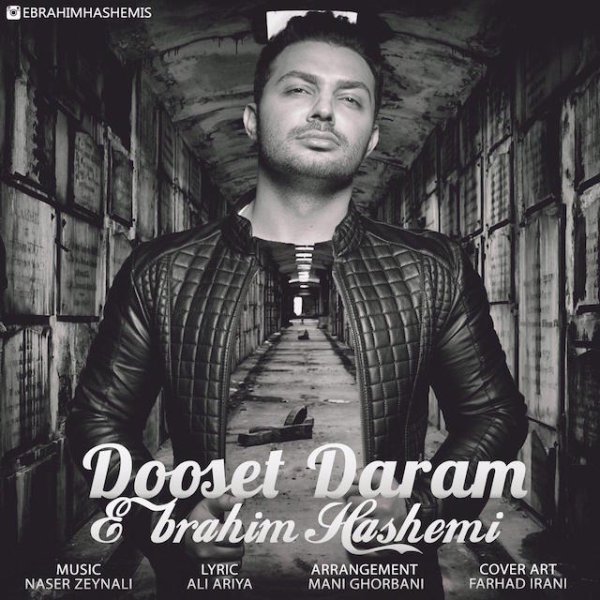 EBRAHIMHASHEMIS
Dooset Daram
Ebrahim Hashemi
MUSIC
NASER ZEYNALI
LYRIC
ALI ARIYA
ARRANGEMENT
MANI GHORBANI
COVER ART
FARHAD IRANI